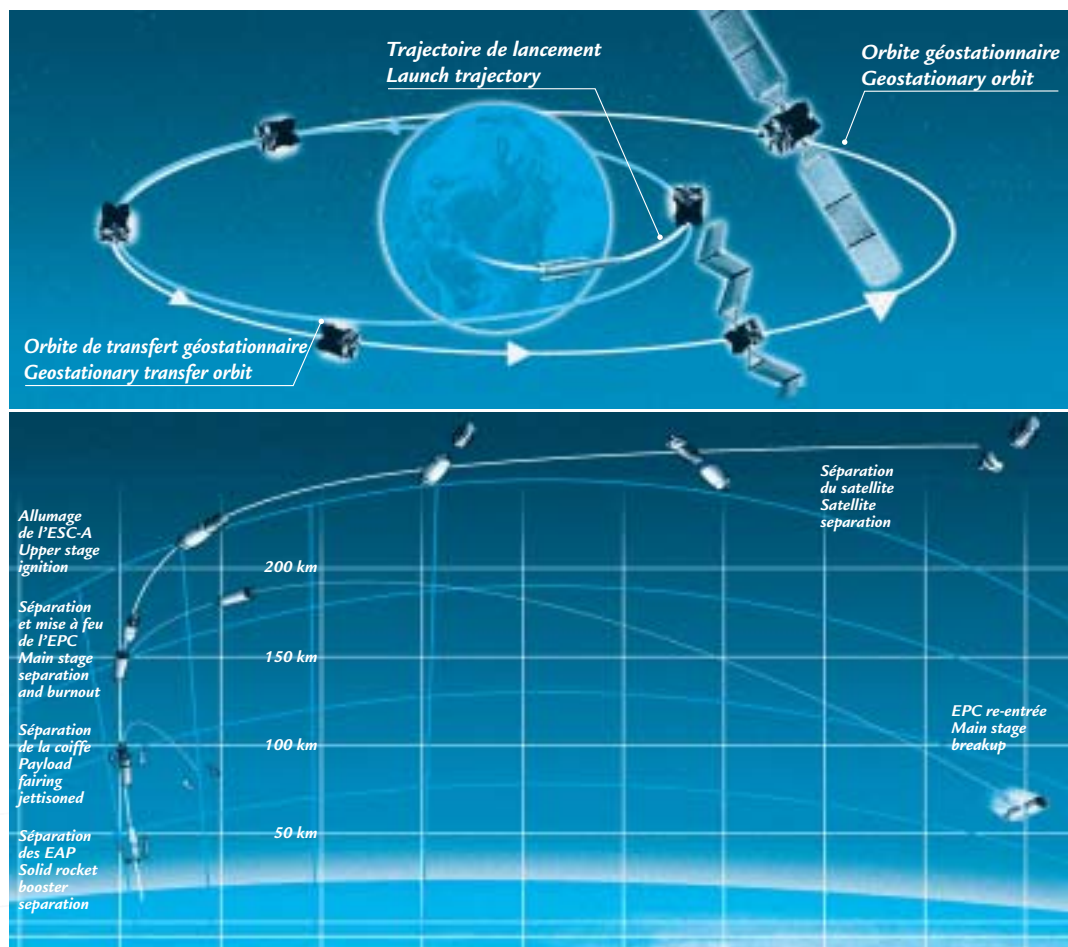 Trajectoire de lancement
Launch trajectory
Orbite géostationnaire
Geostationary orbit
Orbite de transfert géostationnaire
Geostationary transfer orbit
Séparation
du satellite
Satellite
separation
Allumage
de l'ESC-A
Upper stage
ignition
200 km
Séparation
et mise à feu
de l'EPC
Main stage
separation
and burnout
150 km
EPC re-entrée
Main stage
breakup
Séparation
de la coiffe
Payload
fairing
jettisoned
100 km
Séparation
des EAP
Solid rocket
booster
separation
50 km